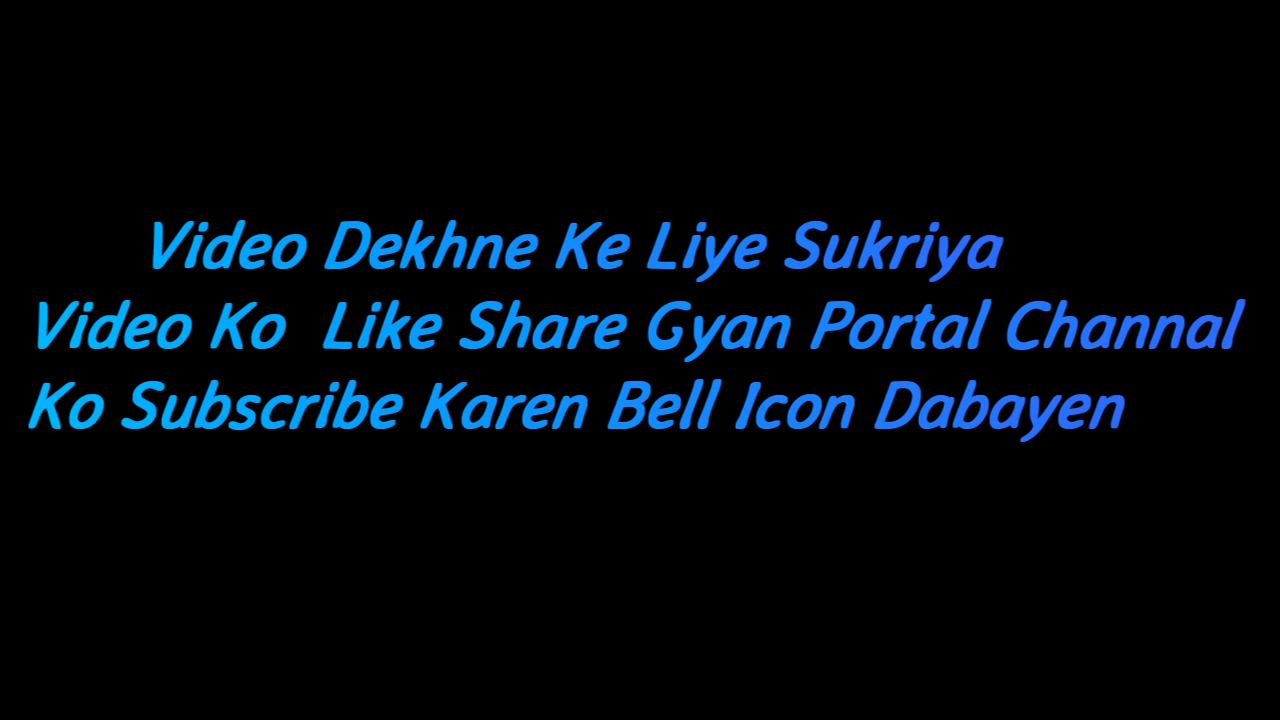 Video Dekhne Ke Liye Sukriya
Video Ko Like Share Gyan Portal Channal
Ko Subscribe Karen Bell Icon Dabayen